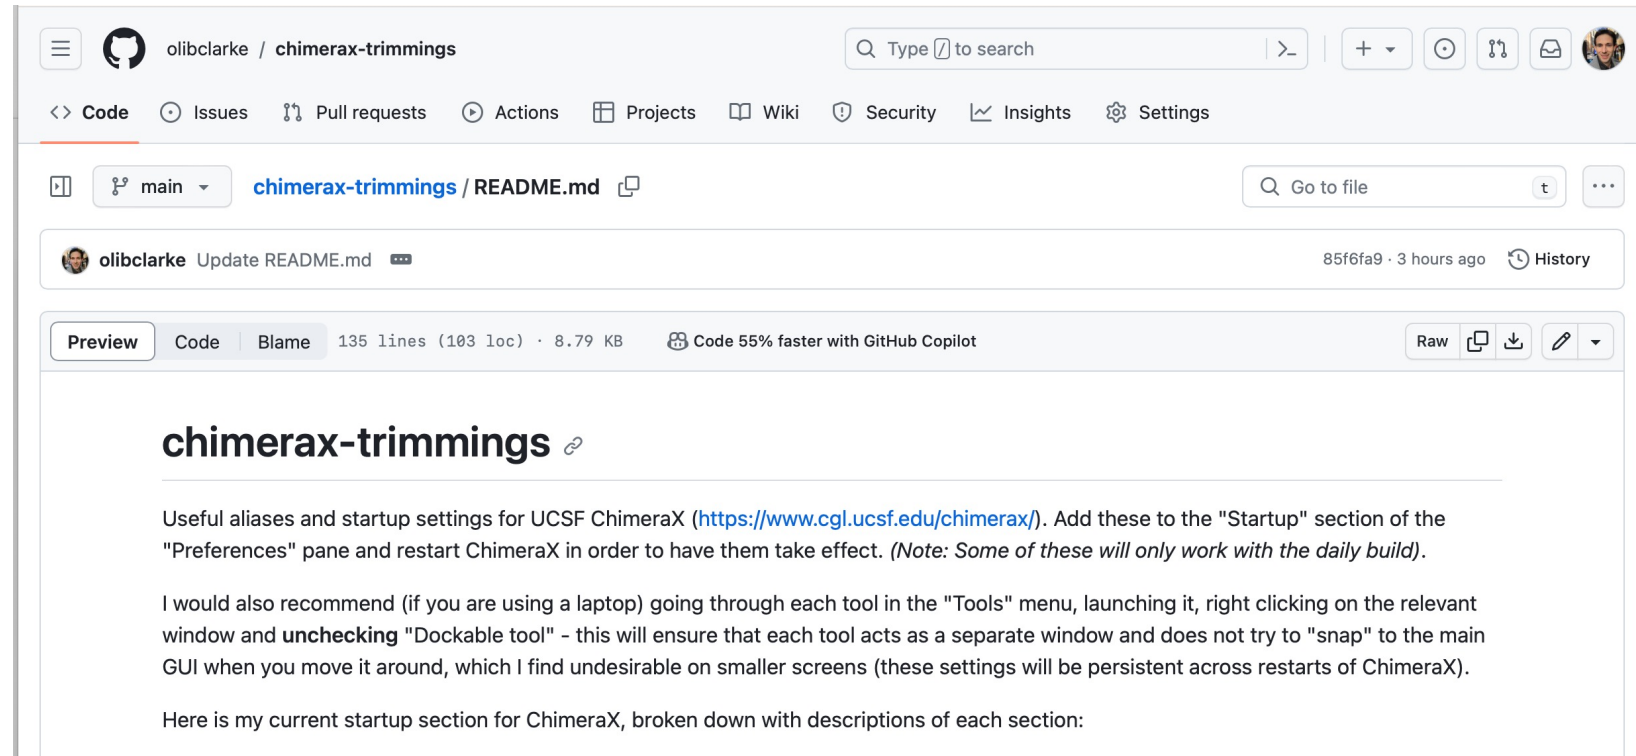 olibclarke / chimerax-trimmings
Type / to search
Code Issues Pull requests Actions Projects Wiki Security Insights Settings
main chimerax-trimmings / README.md Go to file t
olibclarke Update README.md 85f6fa9 · 3 hours ago History
Preview Code Blame 135 lines (103 loc) · 8.79 KB Code 55% faster with GitHub Copilot Raw
chimerax-trimmings
Useful aliases and startup settings for UCSF ChimeraX (https://www.cgl.ucsf.edu/chimerax/). Add these to the "Startup" section of the
"Preferences" pane and restart ChimeraX in order to have them take effect. (Note: Some of these will only work with the daily build).
I would also recommend (if you are using a laptop) going through each tool in the "Tools" menu, launching it, right clicking on the relevant
window and unchecking "Dockable tool" - this will ensure that each tool acts as a separate window and does not try to "snap" to the main
GUI when you move it around, which I find undesirable on smaller screens (these settings will be persistent across restarts of ChimeraX).
Here is my current startup section for ChimeraX, broken down with descriptions of each section: